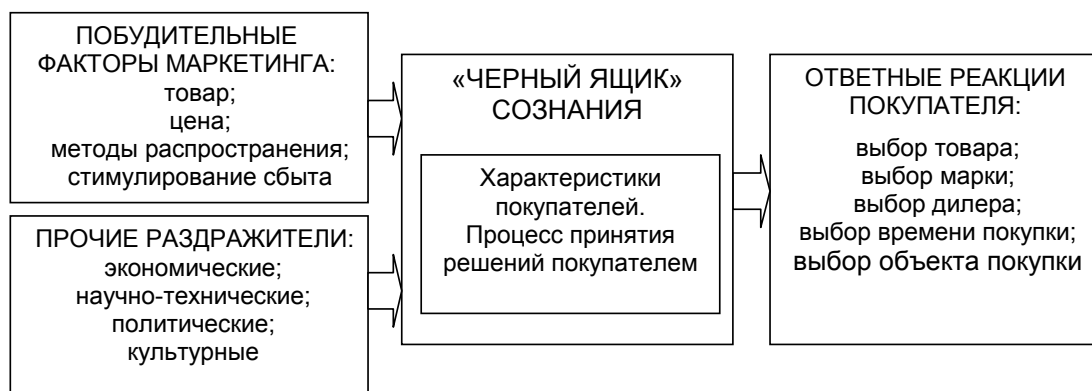 ПОБУДИТЕЛЬНЫЕ
ФАКТОРЫ МАРКЕТИНГА:
товар;
цена;
методы распространения;
стимулирование сбыта
ПРОЧИЕ РАЗДРАЖИТЕЛИ:
экономические;
научно-технические;
политические;
культурные
«ЧЕРНЫЙ ЯЩИК»
СОЗНАНИЯ
Характеристики
покупателей.
Процесс принятия
решений покупателем
ОТВЕТНЫЕ РЕАКЦИИ
ПОКУПАТЕЛЯ:
выбор товара;
выбор марки;
выбор дилера;
выбор времени покупки;
выбор объекта покупки